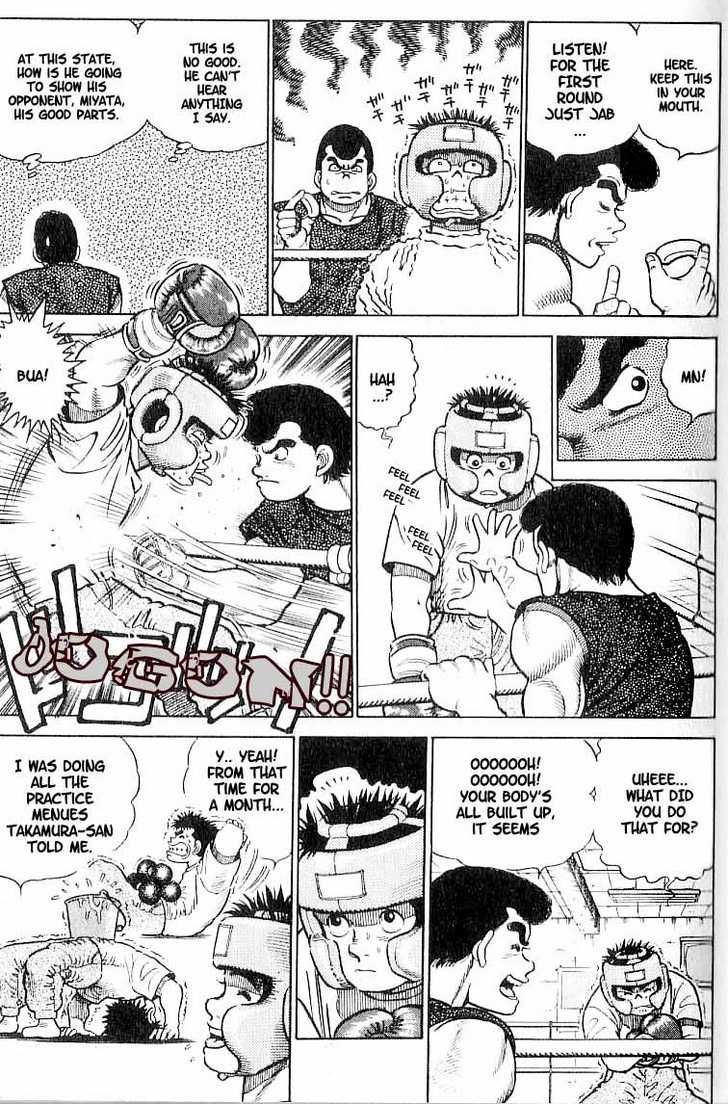 HERE.
KEEP THIS
IN YOUR
MOUTH.
LISTEN!
FOR THE
FIRST
ROUND
JUST JAB
...
ガチ
ガチ
ガチ
ガチ
ガチ
ガチ
THIS IS
NO GOOD.
HE CAN'T
HEAR
ANYTHING
I SAY.
AT THIS STATE,
HOW IS HE GOING
TO SHOW HIS
OPPONENT, MIYATA,
HIS GOOD PARTS.
MN!
HAH
...?
FEEL
FEEL
FEEL
FEEL
FEEL
BUA!
DOGON!!
UHEEE...
WHAT DID
YOU DO
THAT FOR?
OOOOOOH!
OOOOOOH!
YOUR BODY'S
ALL BUILT UP,
IT SEEMS
Y.. YEAH!
FROM THAT
TIME FOR
A MONTH...
I WAS DOING
ALL THE
PRACTICE
MENUES
TAKAMURA-SAN
TOLD ME.